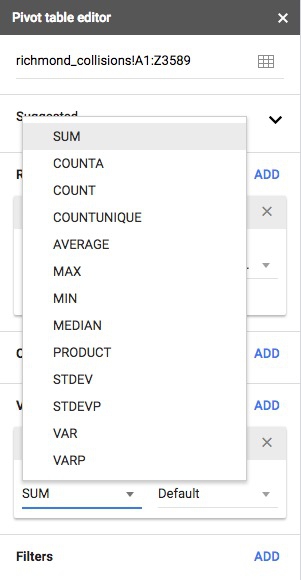 Pivot table editor
richmond_collisions!A1:Z3589
SUM
COUNTA
COUNT
COUNTUNIQUE
AVERAGE
MAX
MIN
MEDIAN
PRODUCT
STDEV
STDEVP
VAR
VARP
ADD
ADD
ADD
SUM Default
Filters ADD